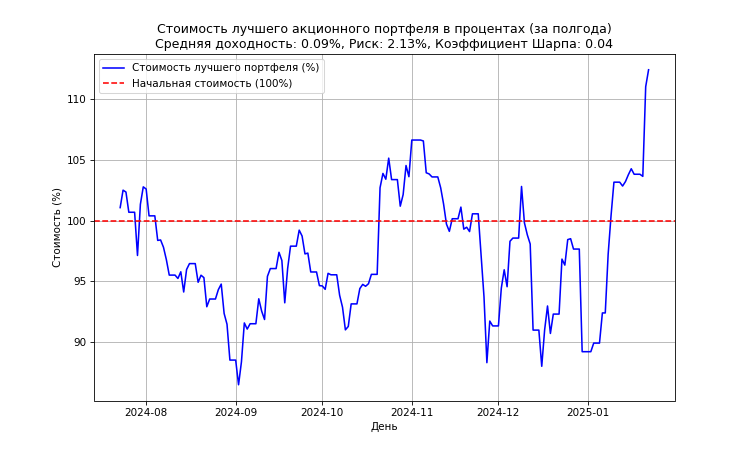 Стоимость лучшего акционного портфеля в процентах (за полгода)
Средняя доходность: 0.09%, Риск: 2.13%, Коэффициент Шарпа: 0.04
Стоимость лучшего портфеля (%)
Начальная стоимость (100%)
Стоимость (%)
110
105
100
95
90
2024-08
2024-09
2024-10
2024-11
2024-12
2025-01
День